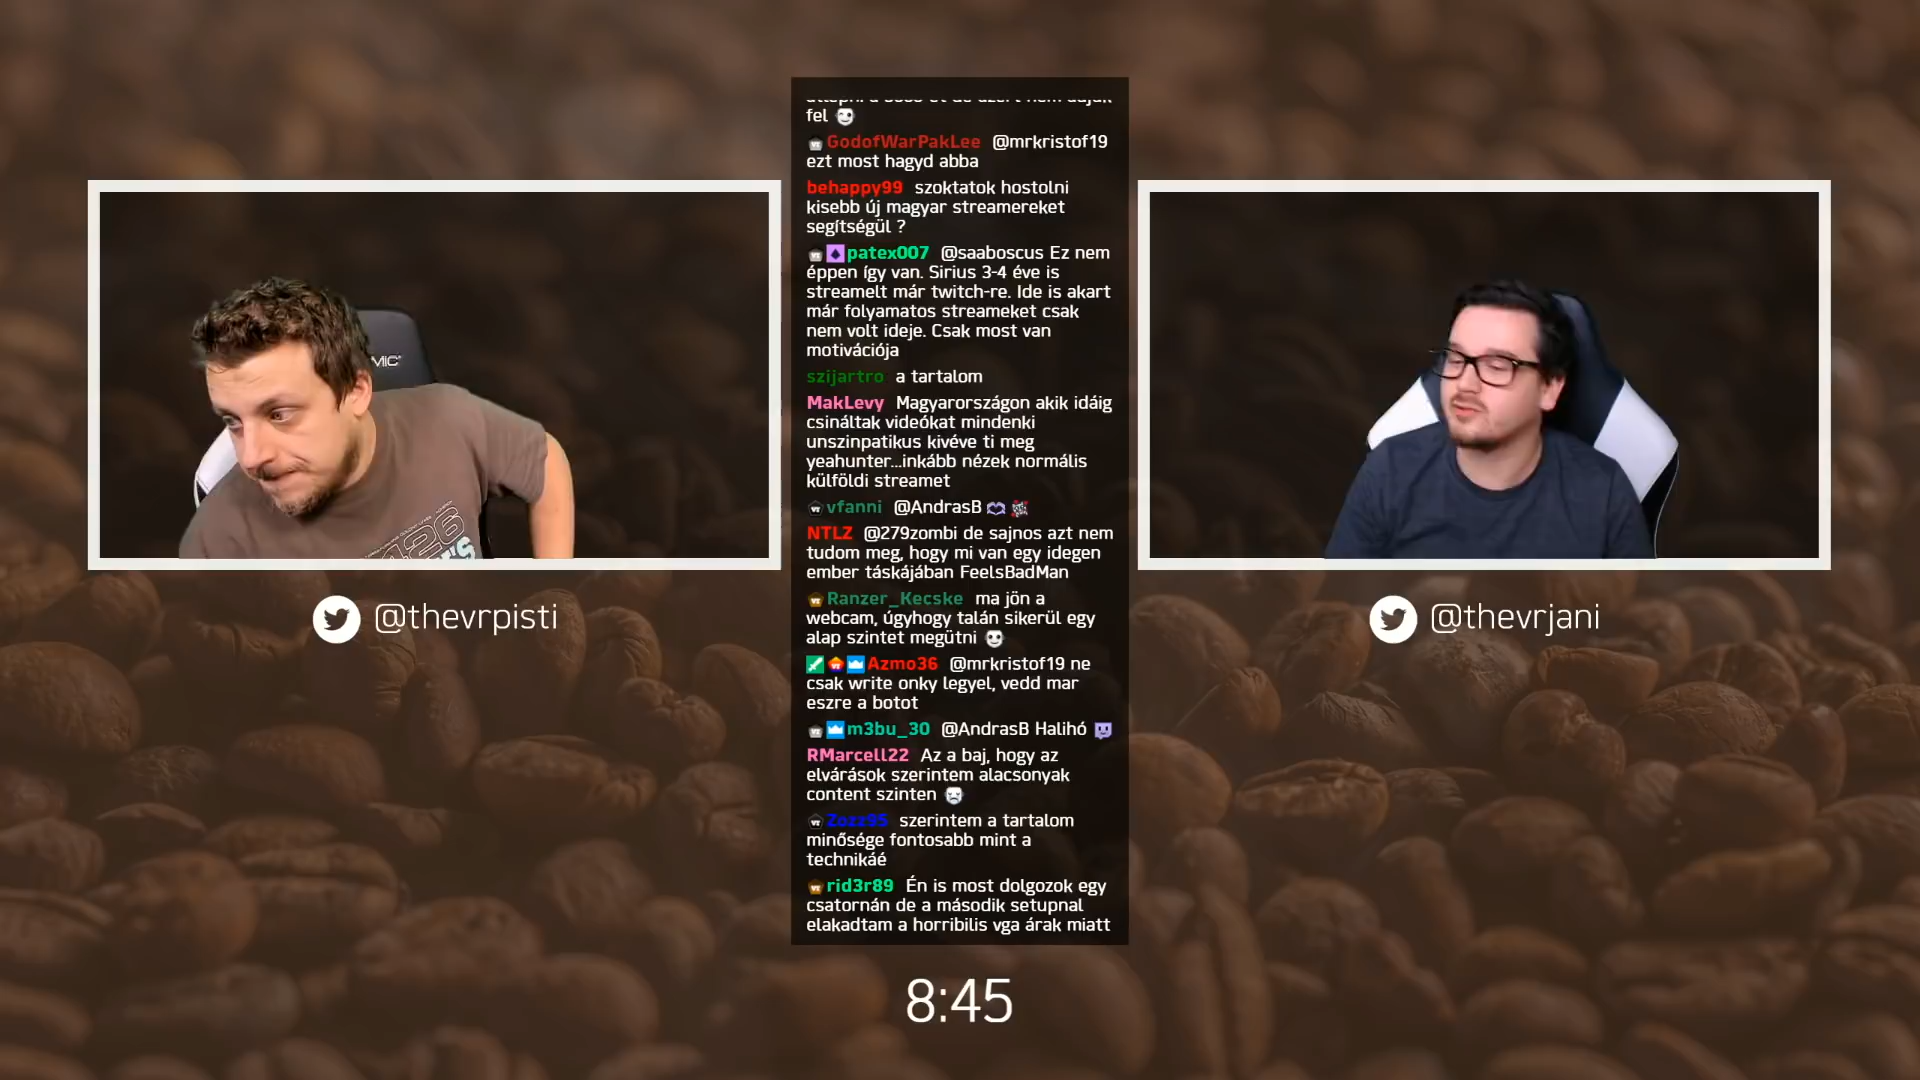 fel
GodofWarPakLee @mrkristof19
ezt most hagyd abba
behappy99 szoktatok hostolni
kisebb új magyar streamereket
segítségül ?
patex007 @saaboscus Ez nem
éppen így van. Sirius 3-4 éve is
streamelt már twitch-re. Ide is akart
már folyamatos streameket csak
nem volt ideje. Csak most van
motivációja
szijartro a tartalom
MakLevy Magyarországon akik idáig
csináltak videókat mindenki
unszinpatikus kivéve ti meg
yeahunter...inkább nézek normális
külföldi streamet
vfanni @AndrasB
NTLZ @279zombi de sajnos azt nem
tudom meg, hogy mi van egy idegen
ember táskájában FeelsBadMan
Ranzer_Kecske ma jön a
webcam, úgyhogy talán sikerül egy
alap szintet megütni
Azmo36 @mrkristof19 ne
csak write onky legyel, vedd mar
eszre a botot
m3bu_30 @AndrasB Halihó
RMarcell22 Az a baj, hogy az
elvárások szerintem alacsonyak
content szinten
Zozz95 szerintem a tartalom
minősége fontosabb mint a
technikáé
rid3r89 Én is most dolgozok egy
csatornán de a második setupnal
elakadtam a horribilis vga árak miatt
@thevrpisti
@thevrjani
8:45